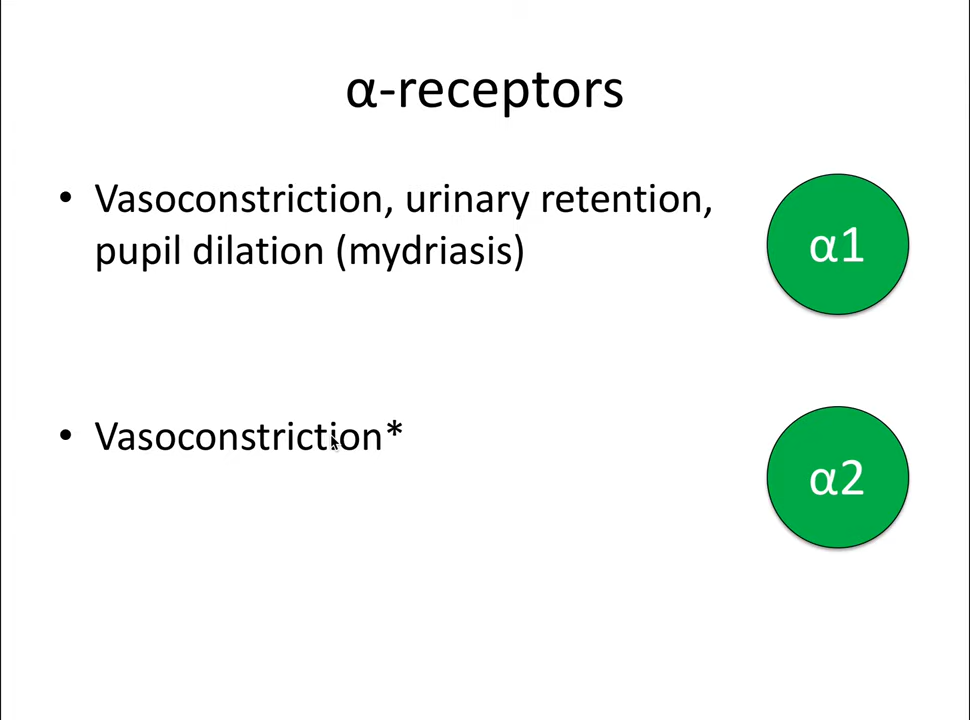 α-receptors
• Vasoconstriction, urinary retention,
pupil dilation (mydriasis)
α1
• Vasoconstriction*
α2